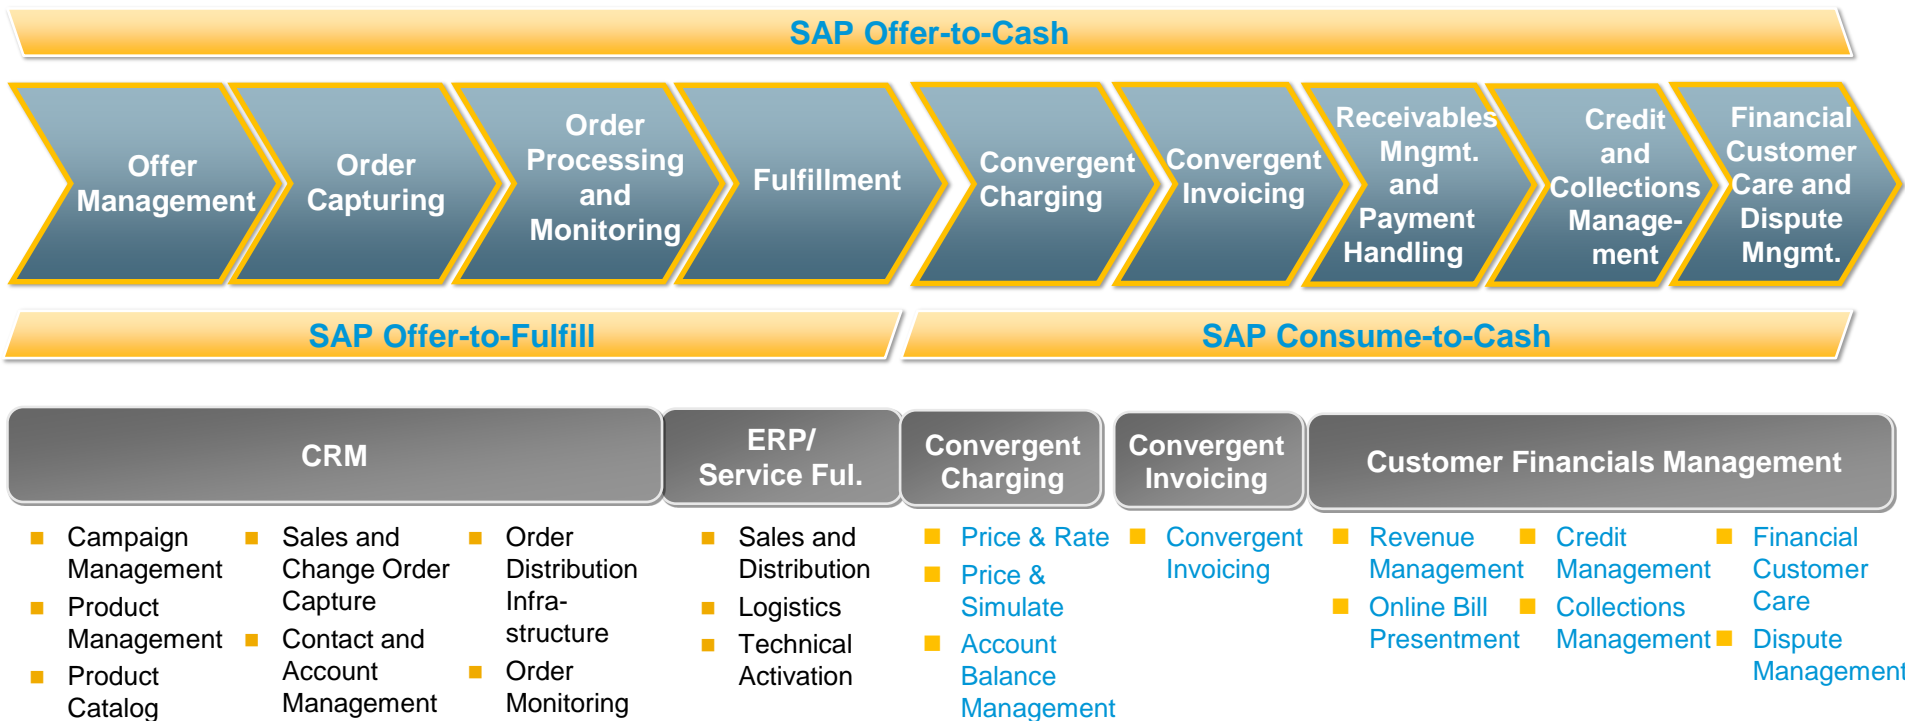 SAP Offer-to-Cash
Offer
Management
Order
Capturing
Order
Processing
and
Monitoring
Fulfillment
Convergent
Charging
Convergent
Invoicing
Receivables
Mngmt.
and
Payment
Handling
Credit
and
Collections
Manage-
ment
Financial
Customer
Care and
Dispute
Mngmt.
SAP Offer-to-Fulfill
SAP Consume-to-Cash
CRM
ERP/
Service Ful.
Convergent
Charging
Convergent
Invoicing
Customer Financials Management
Campaign
Management
Product
Management
Product
Catalog
Sales and
Change Order
Capture
Contact and
Account
Management
Order
Distribution
Infra-
structure
Order
Monitoring
Sales and
Distribution
Logistics
Technical
Activation
Price & Rate
Price &
Simulate
Account
Balance
Management
Convergent
Invoicing
Revenue
Management
Online Bill
Presentment
Credit
Management
Collections
Management
Financial
Customer
Care
Dispute
Management